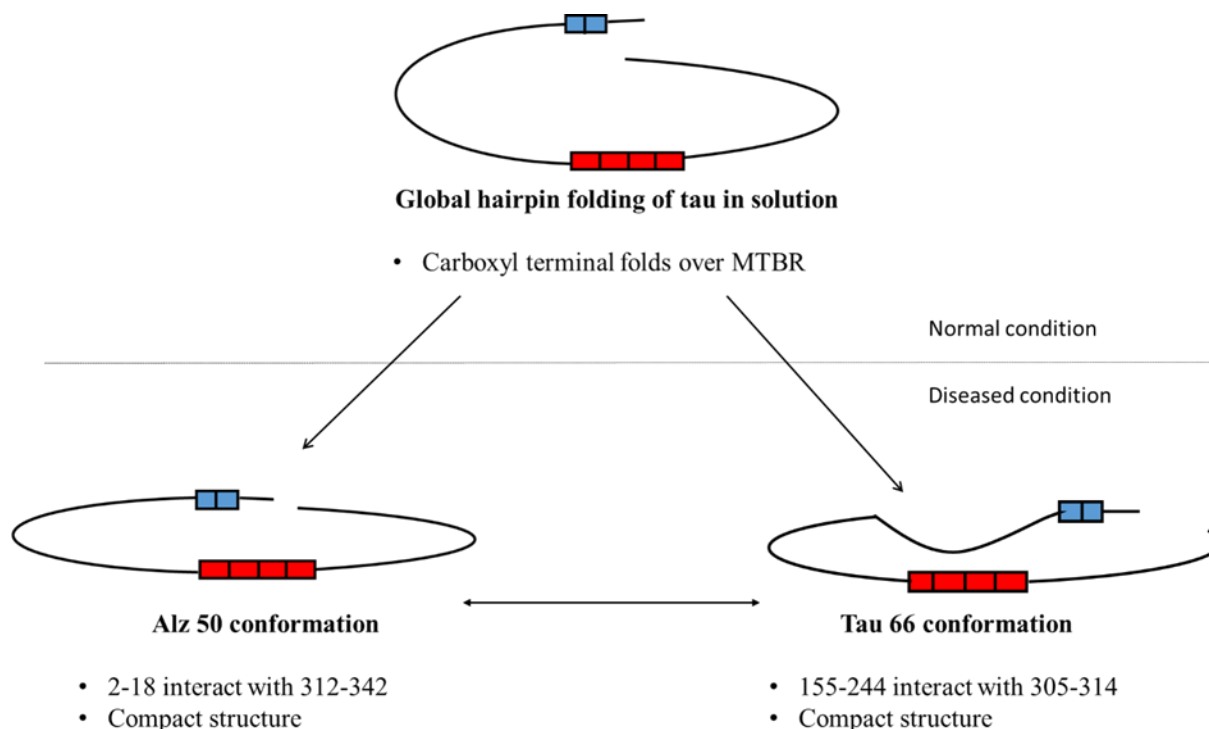 Global hairpin folding of tau in solution
• Carboxyl terminal folds over MTBR
Normal condition
Diseased condition
Alz 50 conformation
• 2-18 interact with 312-342
• Compact structure
Tau 66 conformation
• 155-244 interact with 305-314
• Compact structure